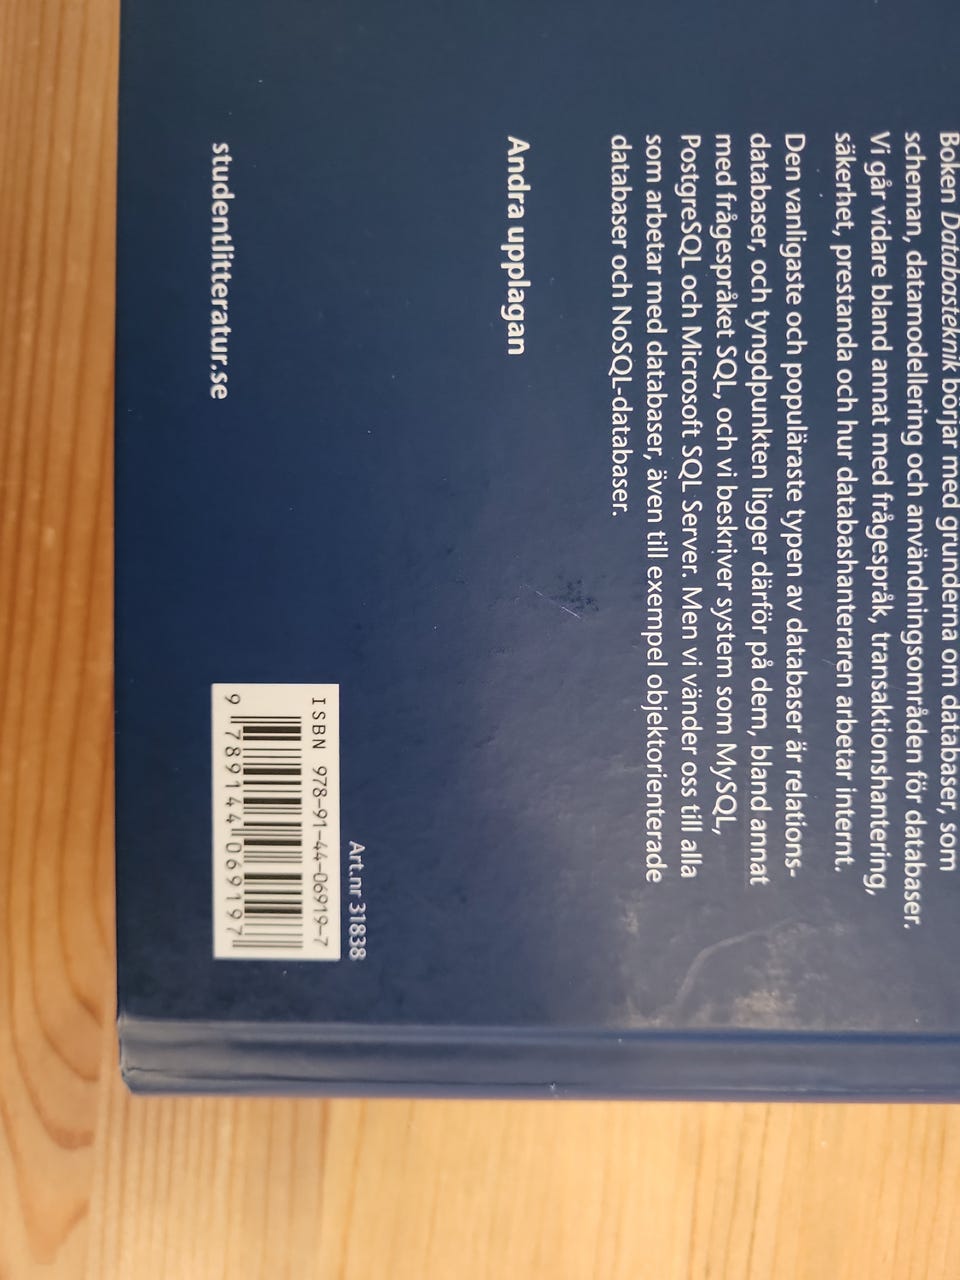 Boken Databasteknik börjar med grunderna om databaser, som
scheman, datamodellering och användningsområden för databaser.
Vi går vidare bland annat med frågespråk, transaktionshantering,
säkerhet, prestanda och hur databashanteraren arbetar internt.
Den vanligaste och populäraste typen av databaser är relations-
databaser, och tyngdpunkten ligger därför på dem, bland annat
med frågespråket SQL, och vi beskriver system som MySQL,
PostgreSQL och Microsoft SQL Server. Men vi vänder oss till alla
som arbetar med databaser, även till exempel objektorienterade
databaser och NoSQL-databaser.
Andra upplagan
Art.nr 31838
ISBN 978-91-44-06919-7
9 789144 069197
studentlitteratur.se